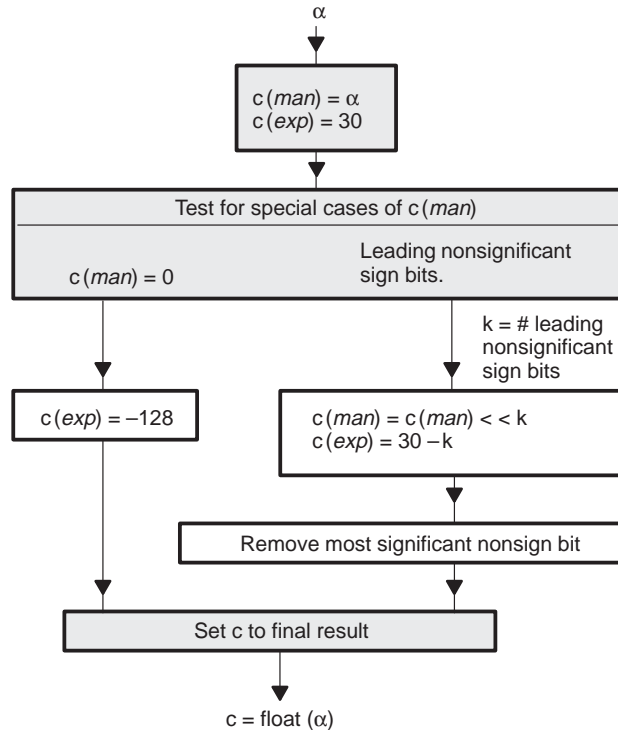 α
c(man) = α
c(exp) = 30
Test for special cases of c(man)
c(man) = 0
Leading nonsignificant
sign bits.
k = # leading
nonsignificant
sign bits
c(exp) = –128
c(man) = c(man) < < k
c(exp) = 30 – k
Remove most significant nonsign bit
Set c to final result
c = float (α)